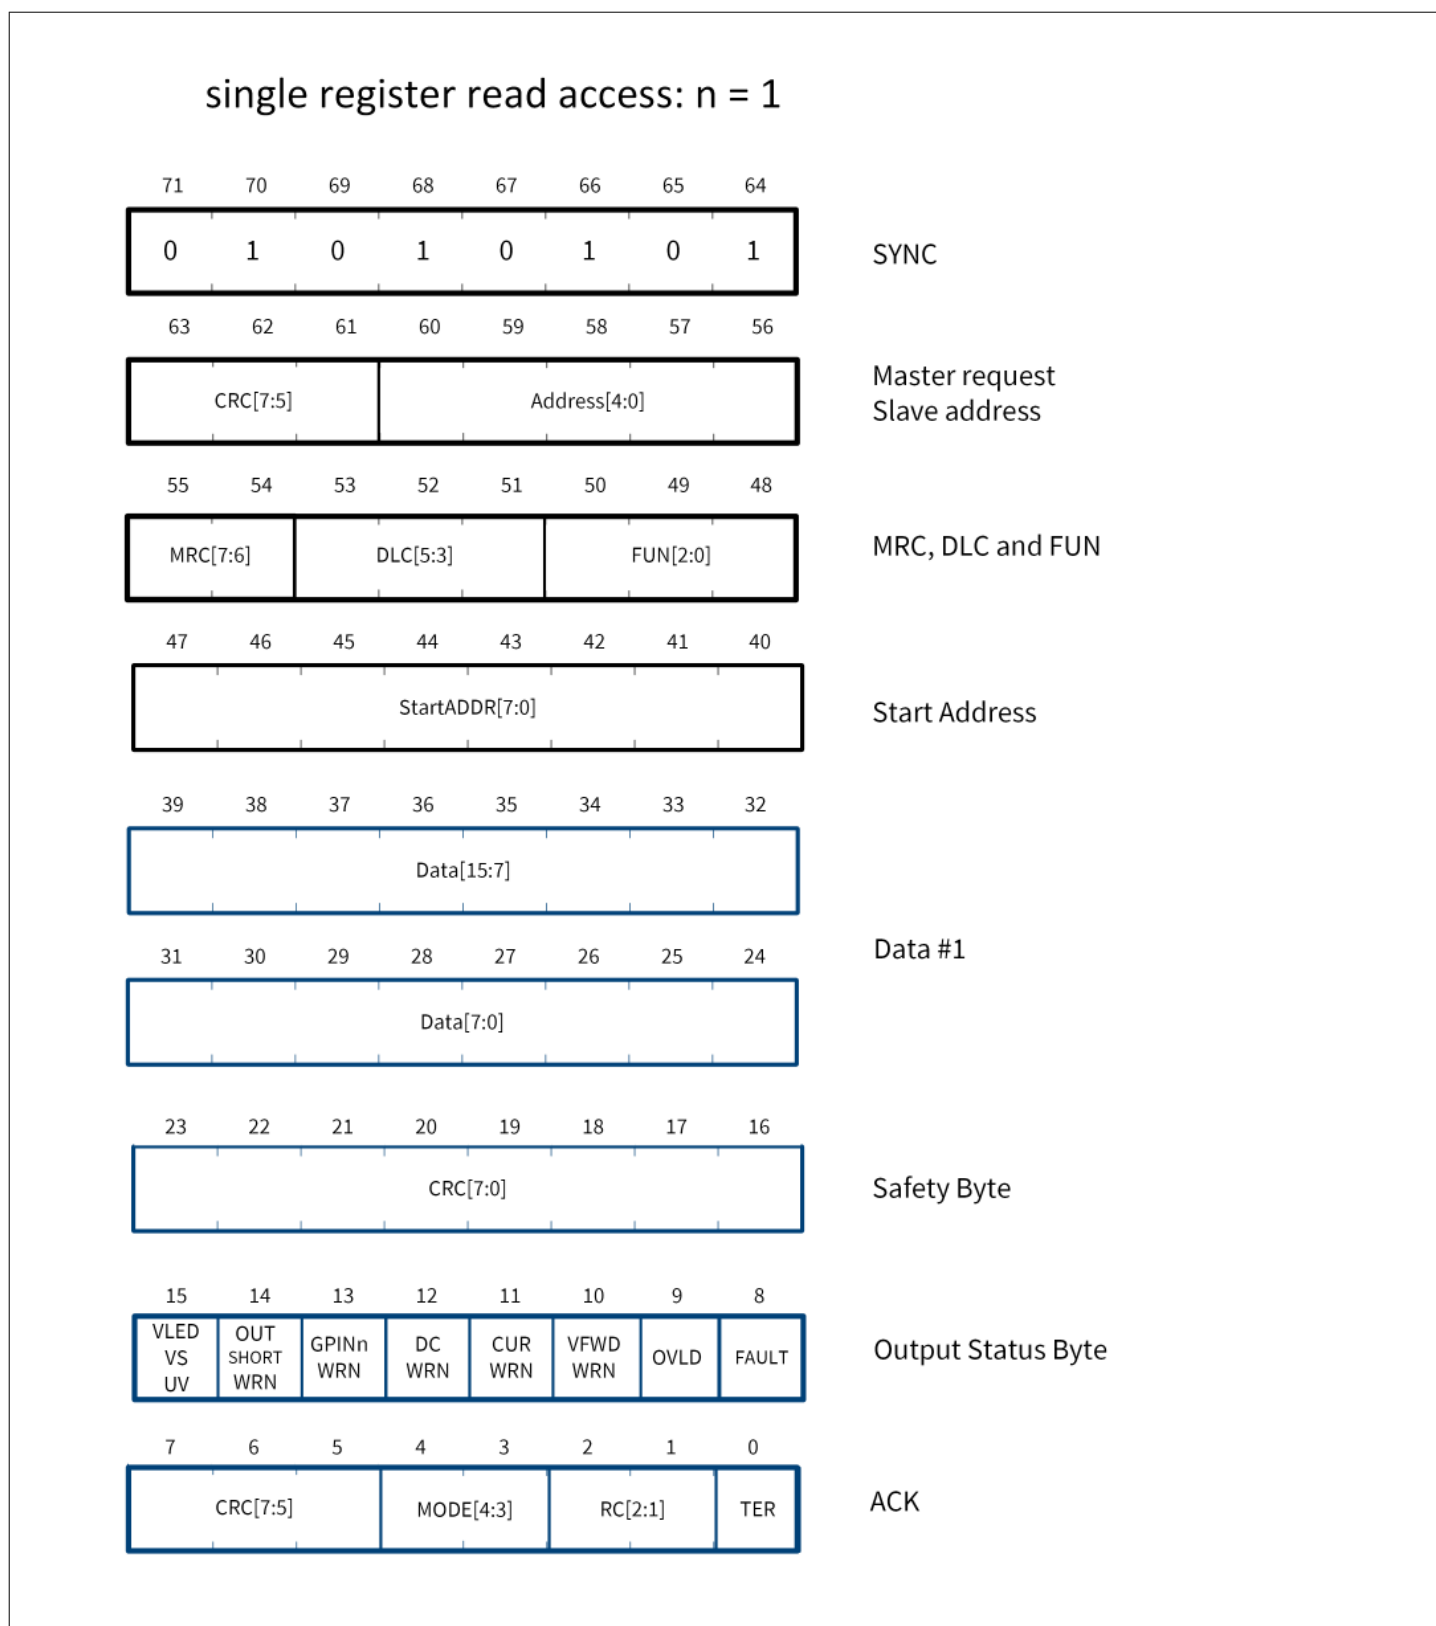 single register read access: n = 1
71 70 69 68 67 66 65 64
0 1 0 1 0 1 0 1
SYNC
63 62 61 60 59 58 57 56
CRC[7:5] Address[4:0]
Master request
Slave address
55 54 53 52 51 50 49 48
MRC[7:6] DLC[5:3] FUN[2:0]
MRC, DLC and FUN
47 46 45 44 43 42 41 40
StartADDR[7:0]
Start Address
39 38 37 36 35 34 33 32
Data[15:7]
Data #1
31 30 29 28 27 26 25 24
Data[7:0]
23 22 21 20 19 18 17 16
CRC[7:0]
Safety Byte
15 14 13 12 11 10 9 8
VLED
VS
UV
OUT
SHORT
WRN
GPINn
WRN
DC
WRN
CUR
WRN
VFWD
WRN
OVLD
FAULT
Output Status Byte
7 6 5 4 3 2 1 0
CRC[7:5] MODE[4:3] RC[2:1] TER
ACK